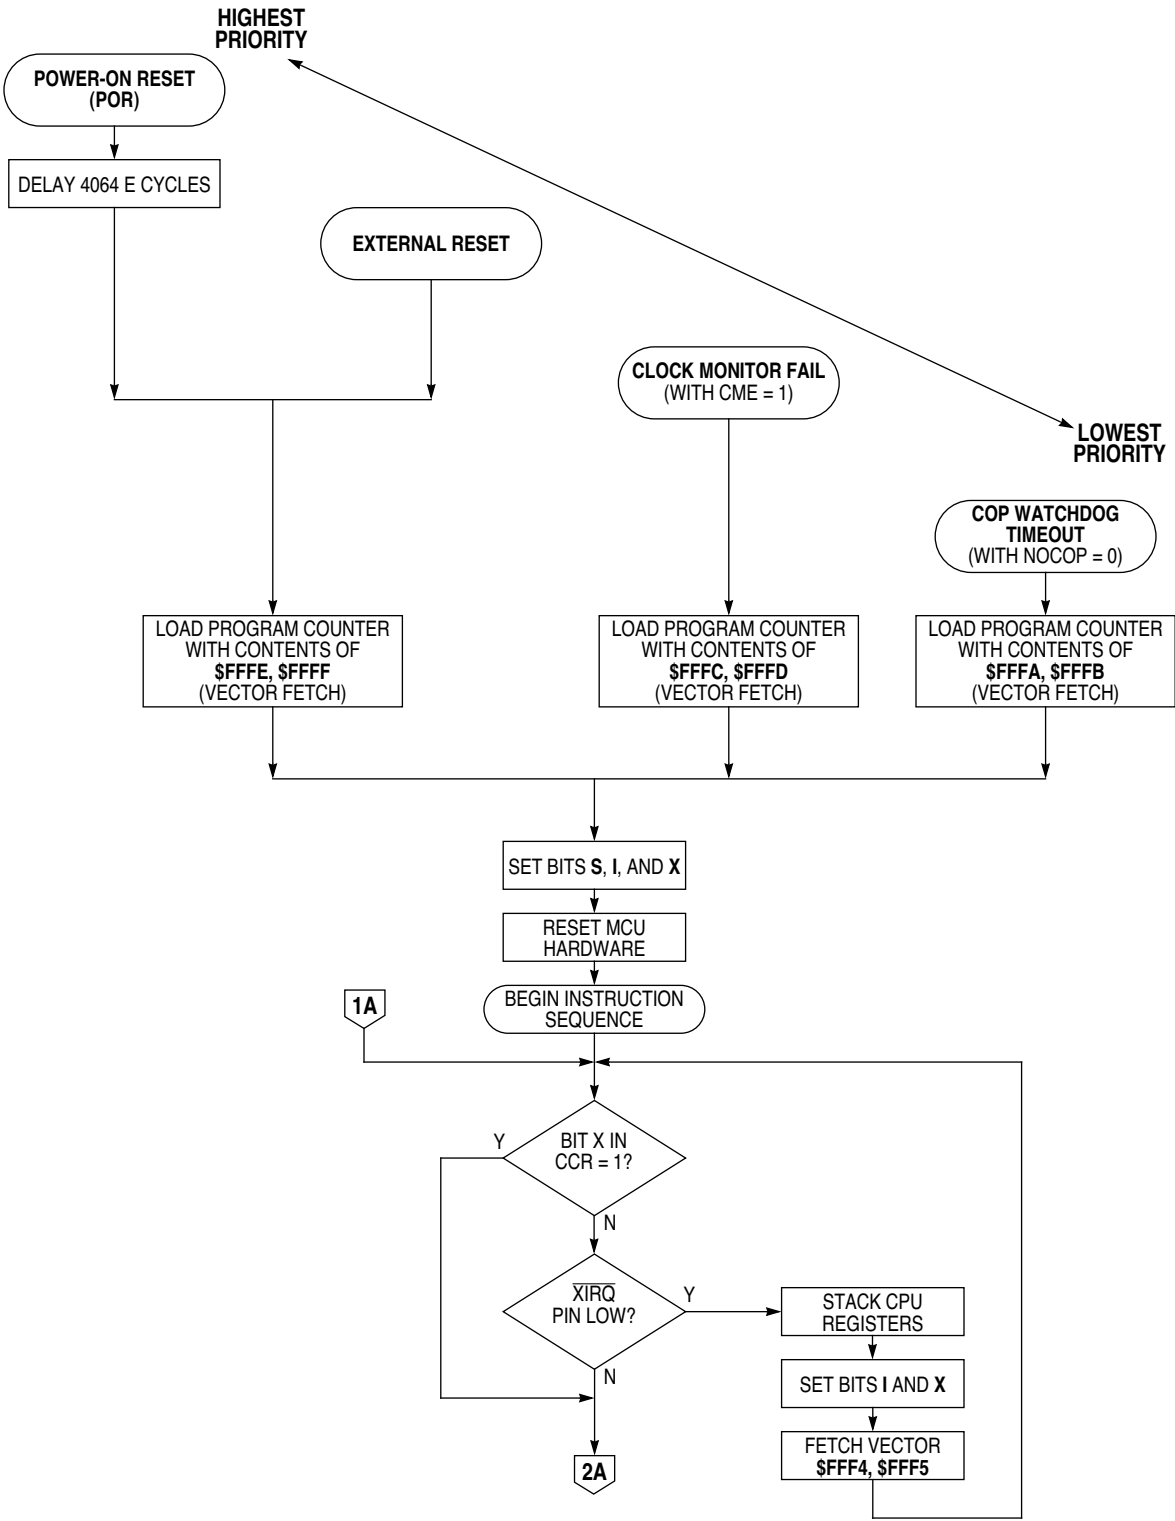 HIGHEST
PRIORITY
POWER-ON RESET
(POR)
DELAY 4064 E CYCLES
EXTERNAL RESET
CLOCK MONITOR FAIL
(WITH CME = 1)
LOWEST
PRIORITY
COP WATCHDOG
TIMEOUT
(WITH NOCOP = 0)
LOAD PROGRAM COUNTER
WITH CONTENTS OF
$FFFE, $FFFF
(VECTOR FETCH)
LOAD PROGRAM COUNTER
WITH CONTENTS OF
$FFFC, $FFFD
(VECTOR FETCH)
LOAD PROGRAM COUNTER
WITH CONTENTS OF
$FFFA, $FFFB
(VECTOR FETCH)
SET BITS S, I, AND X
RESET MCU
HARDWARE
BEGIN INSTRUCTION
SEQUENCE
1A
Y
BIT X IN
CCR = 1?
N
XIRQ
PIN LOW?
Y
N
STACK CPU
REGISTERS
SET BITS I AND X
FETCH VECTOR
$FFF4, $FFF5
2A